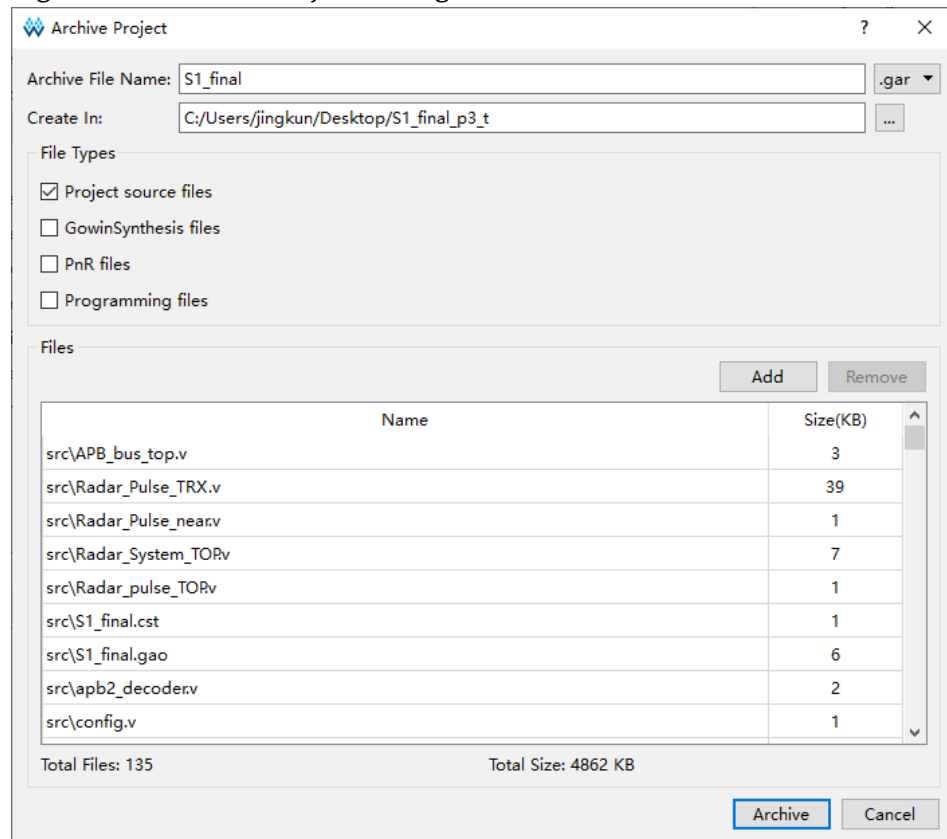 Archive Project ? ×
Archive File Name: S1_final .gar
Create In: C:/Users/jingkun/Desktop/S1_final_p3_t ...
File Types
Project source files
GowinSynthesis files
PnR files
Programming files
Files
Add Remove
Name Size(KB)
src\APB_bus_top.v 3
src\Radar_Pulse_TRX.v 39
src\Radar_Pulse_near.v 1
src\Radar_System_TOP.v 7
src\Radar_pulse_TOP.v 1
src\S1_final.cst 1
src\S1_final.gao 6
src\apb2_decoder.v 2
src\config.v 1
Total Files: 135 Total Size: 4862 KB
Archive Cancel